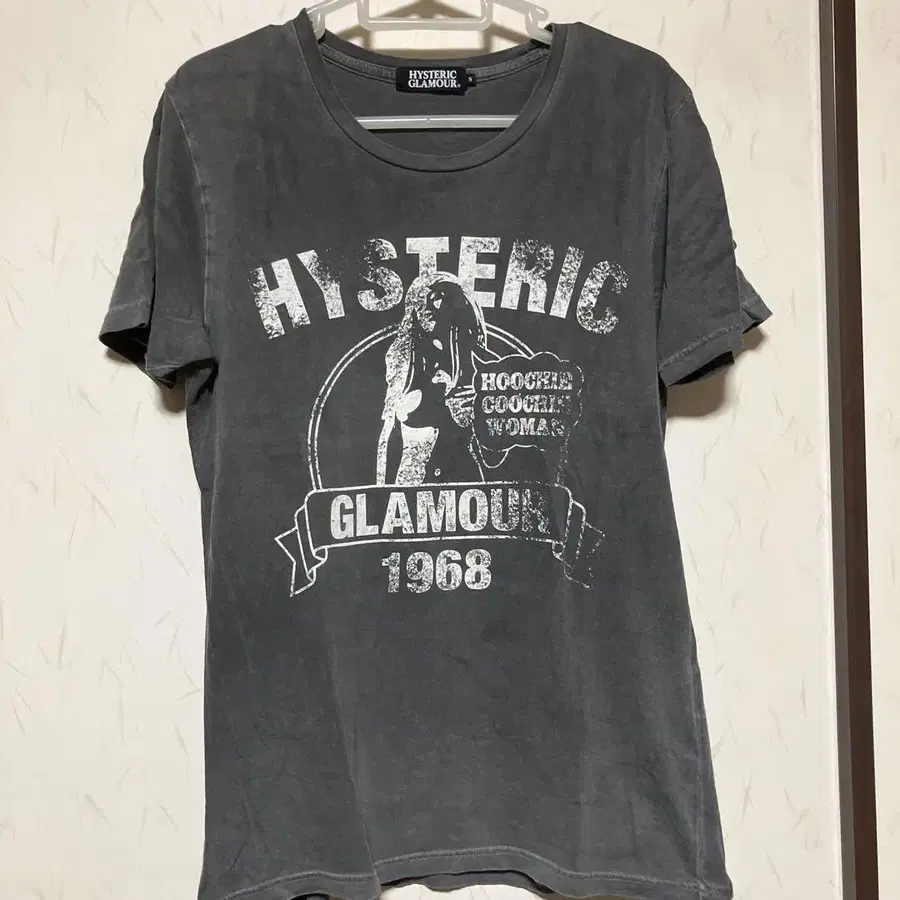 HYSTERIC
GLAMOUR
S
HYSTERIC
HOOCHIE
COOCHIE
WOMAN
GLAMOUR
1968